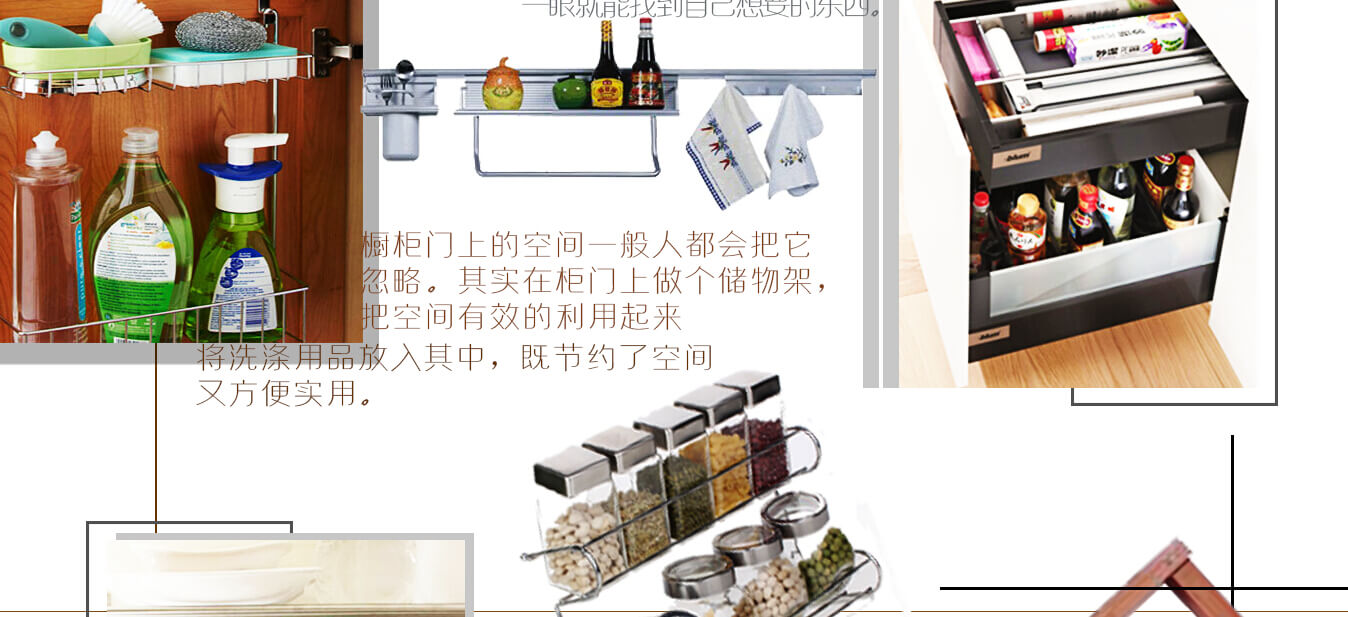 一眼就能找到自己想要的东西。
blum
橱柜门上的空间一般人都会把它
忽略。其实在柜门上做个储物架，
把空间有效的利用起来
blum
将洗涤用品放入其中，既节约了空间
又方便实用。